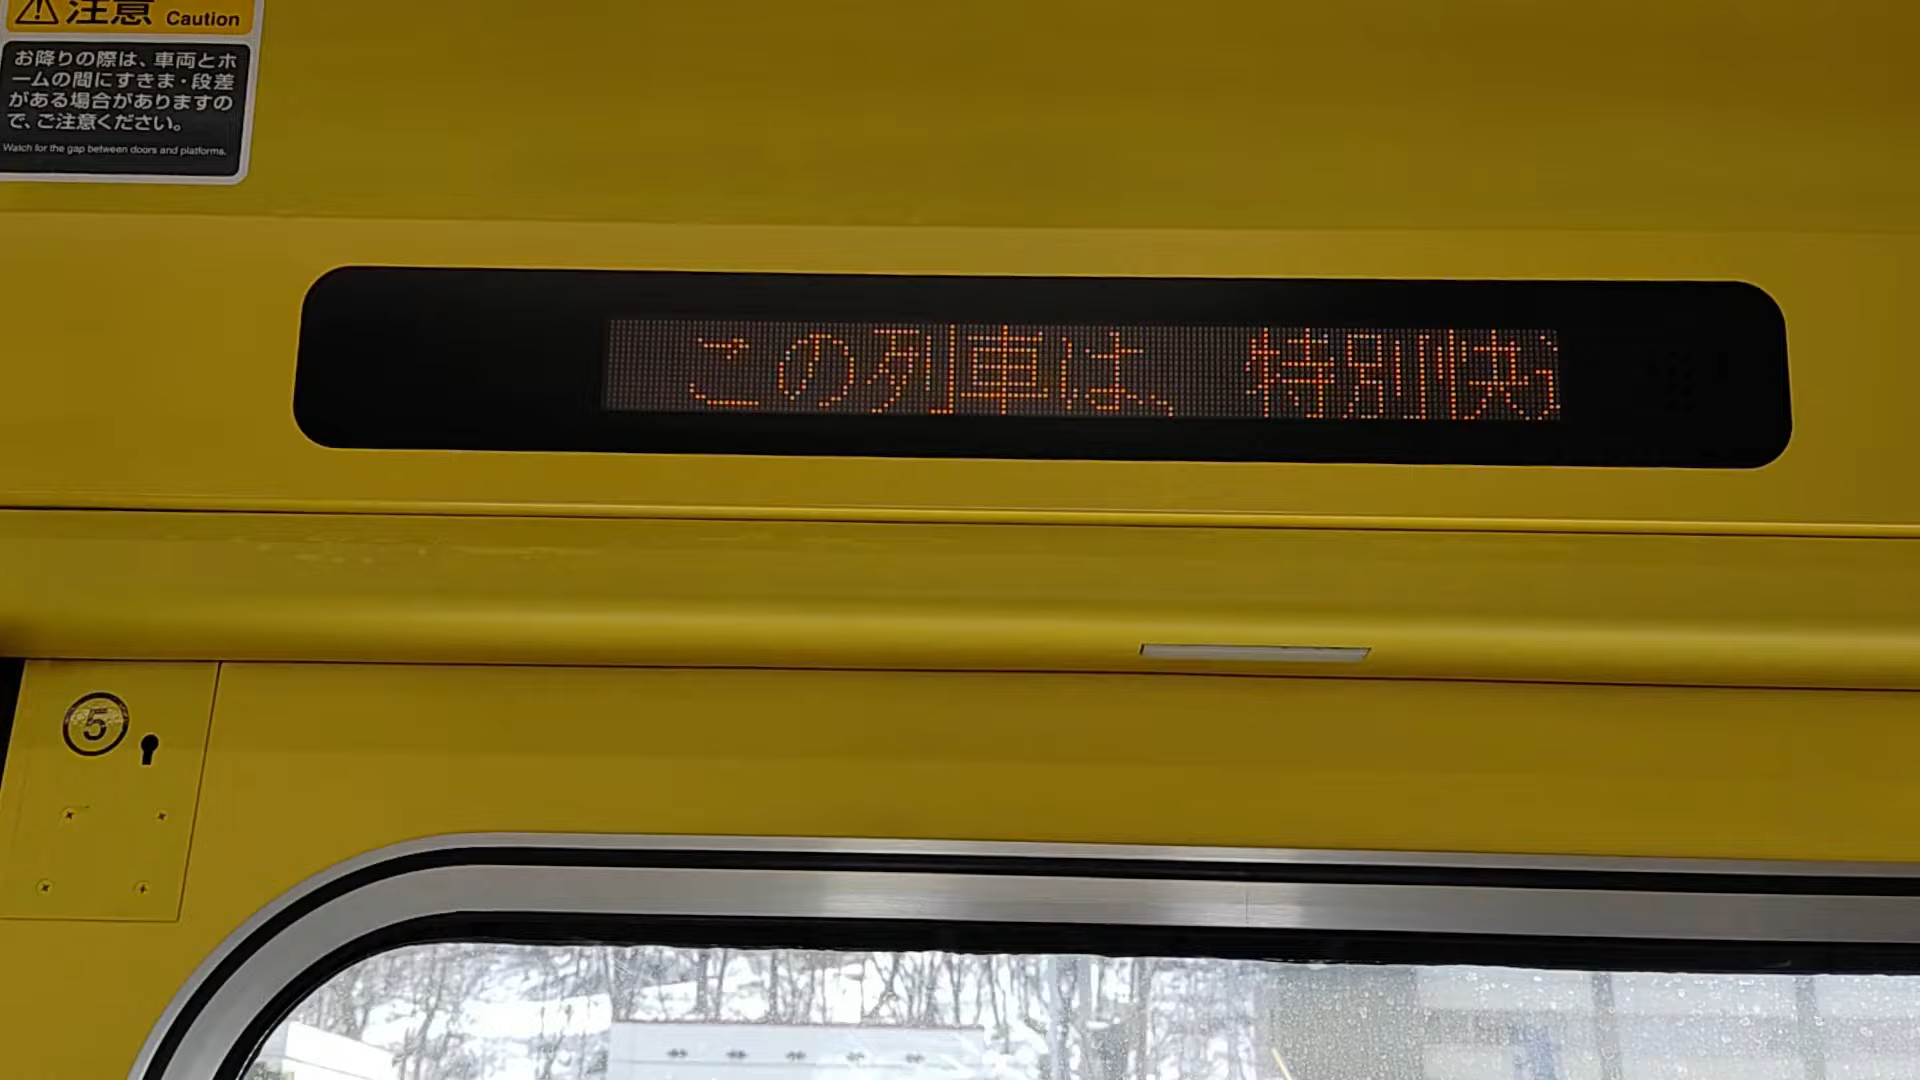 注意 Caution
お降りの際は、車両とホ
ームの間にすきま・段差
がある場合がありますの
で、ご注意ください。
Watch for the gap between doors and platforms.
この列車は、 特別快
5